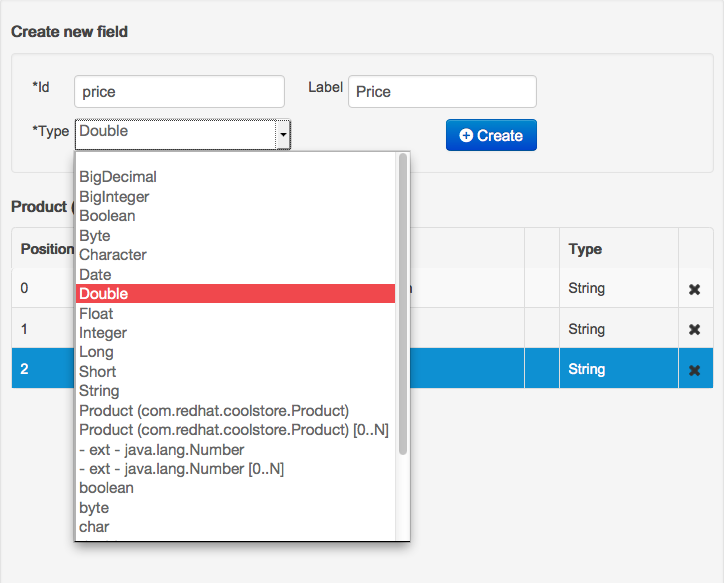 Create new field
*Id price Label Price
*Type Double Create
BigDecimal
BigInteger
Boolean
Byte
Character
Date
Double
Float
Integer
Long
Short
String
Product (com.redhat.coolstore.Product)
Product (com.redhat.coolstore.Product) [0..N]
- ext - java.lang.Number
- ext - java.lang.Number [0..N]
boolean
byte
char
Product (
Position Type
0 String
1 String
2 String